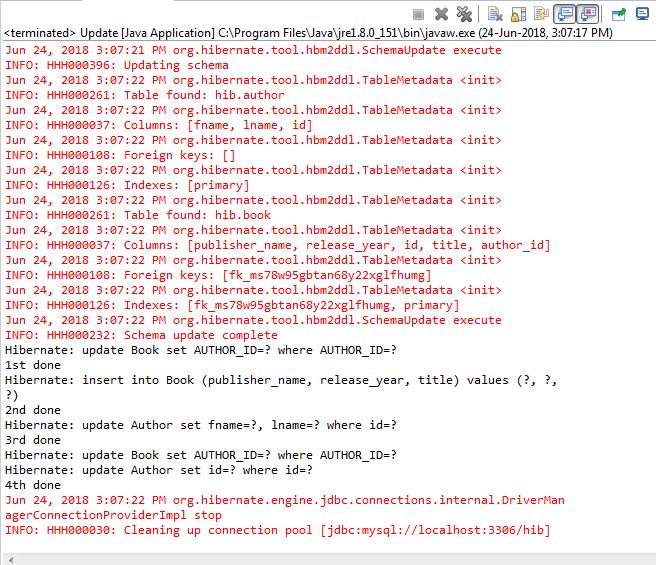 <terminated> Update [Java Application] C:\Program Files\Java\jre1.8.0_151\bin\javaw.exe (24-Jun-2018, 3:07:17 PM)
Jun 24, 2018 3:07:21 PM org.hibernate.tool.hbm2ddl.SchemaUpdate execute
INFO: HHH000396: Updating schema
Jun 24, 2018 3:07:22 PM org.hibernate.tool.hbm2ddl.TableMetadata <init>
INFO: HHH000261: Table found: hib.author
Jun 24, 2018 3:07:22 PM org.hibernate.tool.hbm2ddl.TableMetadata <init>
INFO: HHH000037: Columns: [fname, lname, id]
Jun 24, 2018 3:07:22 PM org.hibernate.tool.hbm2ddl.TableMetadata <init>
INFO: HHH000108: Foreign keys: []
Jun 24, 2018 3:07:22 PM org.hibernate.tool.hbm2ddl.TableMetadata <init>
INFO: HHH000126: Indexes: [primary]
Jun 24, 2018 3:07:22 PM org.hibernate.tool.hbm2ddl.TableMetadata <init>
INFO: HHH000261: Table found: hib.book
Jun 24, 2018 3:07:22 PM org.hibernate.tool.hbm2ddl.TableMetadata <init>
INFO: HHH000037: Columns: [publisher_name, release_year, id, title, author_id]
Jun 24, 2018 3:07:22 PM org.hibernate.tool.hbm2ddl.TableMetadata <init>
INFO: HHH000108: Foreign keys: [fk_ms78w95gbtan68y22xglfhumg]
Jun 24, 2018 3:07:22 PM org.hibernate.tool.hbm2ddl.TableMetadata <init>
INFO: HHH000126: Indexes: [fk_ms78w95gbtan68y22xglfhumg, primary]
Jun 24, 2018 3:07:22 PM org.hibernate.tool.hbm2ddl.SchemaUpdate execute
INFO: HHH000232: Schema update complete
Hibernate: update Book set AUTHOR_ID=? where AUTHOR_ID=?
1st done
Hibernate: insert into Book (publisher_name, release_year, title) values (?, ?,
?)
2nd done
Hibernate: update Author set fname=?, lname=? where id=?
3rd done
Hibernate: update Book set AUTHOR_ID=? where AUTHOR_ID=?
Hibernate: update Author set id=? where id=?
4th done
Jun 24, 2018 3:07:22 PM org.hibernate.engine.jdbc.connections.internal.DriverMan
agerConnectionProviderImpl stop
INFO: HHH000030: Cleaning up connection pool [jdbc:mysql://localhost:3306/hib]